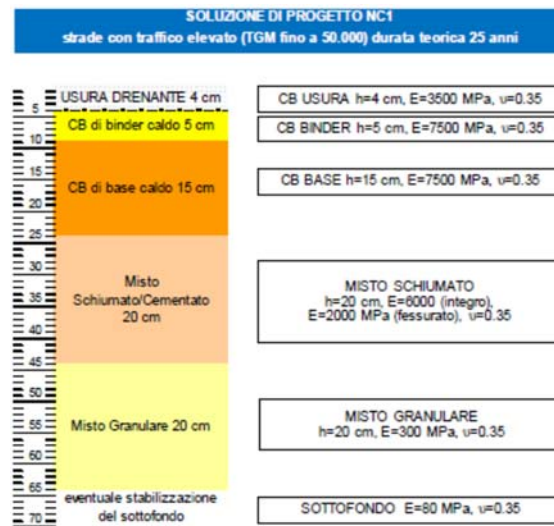 SOLUZIONE DI PROGETTO NC1
strade con traffico elevato (TGM fino a 50.000) durata teorica 25 anni
5
10
15
20
25
30
35
40
45
50
55
60
65
70
USURA DRENANTE 4 cm
CB di binder caldo 5 cm
CB di base caldo 15 cm
Misto
Schiumato/Cementato
20 cm
Misto Granulare 20 cm
eventuale stabilizzazione
del sottofondo
CB USURA h=4 cm, E=3500 MPa, υ=0.35
CB BINDER h=5 cm, E=7500 MPa, υ=0.35
CB BASE h=15 cm, E=7500 MPa, υ=0.35
MISTO SCHIUMATO
h=20 cm, E=6000 (integro),
E=2000 MPa (fessurato), υ=0.35
MISTO GRANULARE
h=20 cm, E=300 MPa, υ=0.35
SOTTOFONDO E=80 MPa, υ=0.35